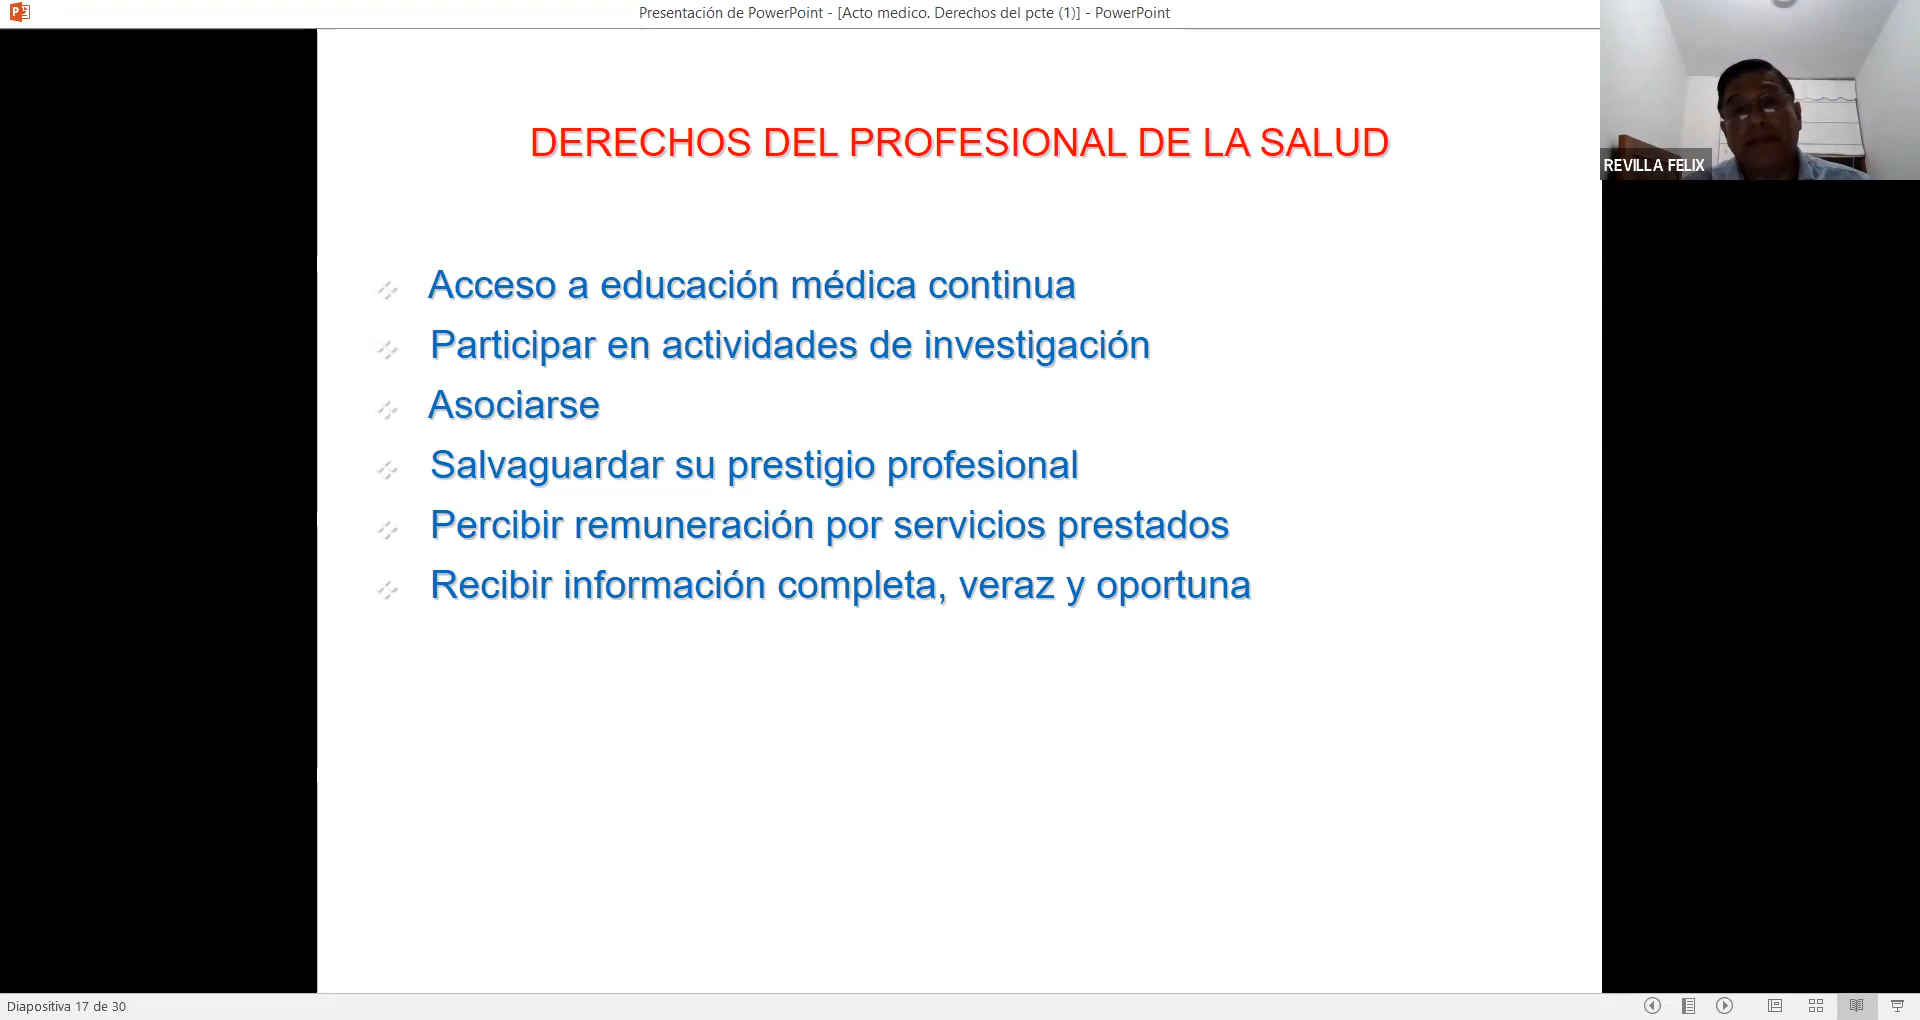 Presentación de PowerPoint - [Acto medico. Derechos del pcte (1)] - PowerPoint
REVILLA FELIX
DERECHOS DEL PROFESIONAL DE LA SALUD
Acceso a educación médica continua
Participar en actividades de investigación
Asociarse
Salvaguardar su prestigio profesional
Percibir remuneración por servicios prestados
Recibir información completa, veraz y oportuna
Diapositiva 17 de 30